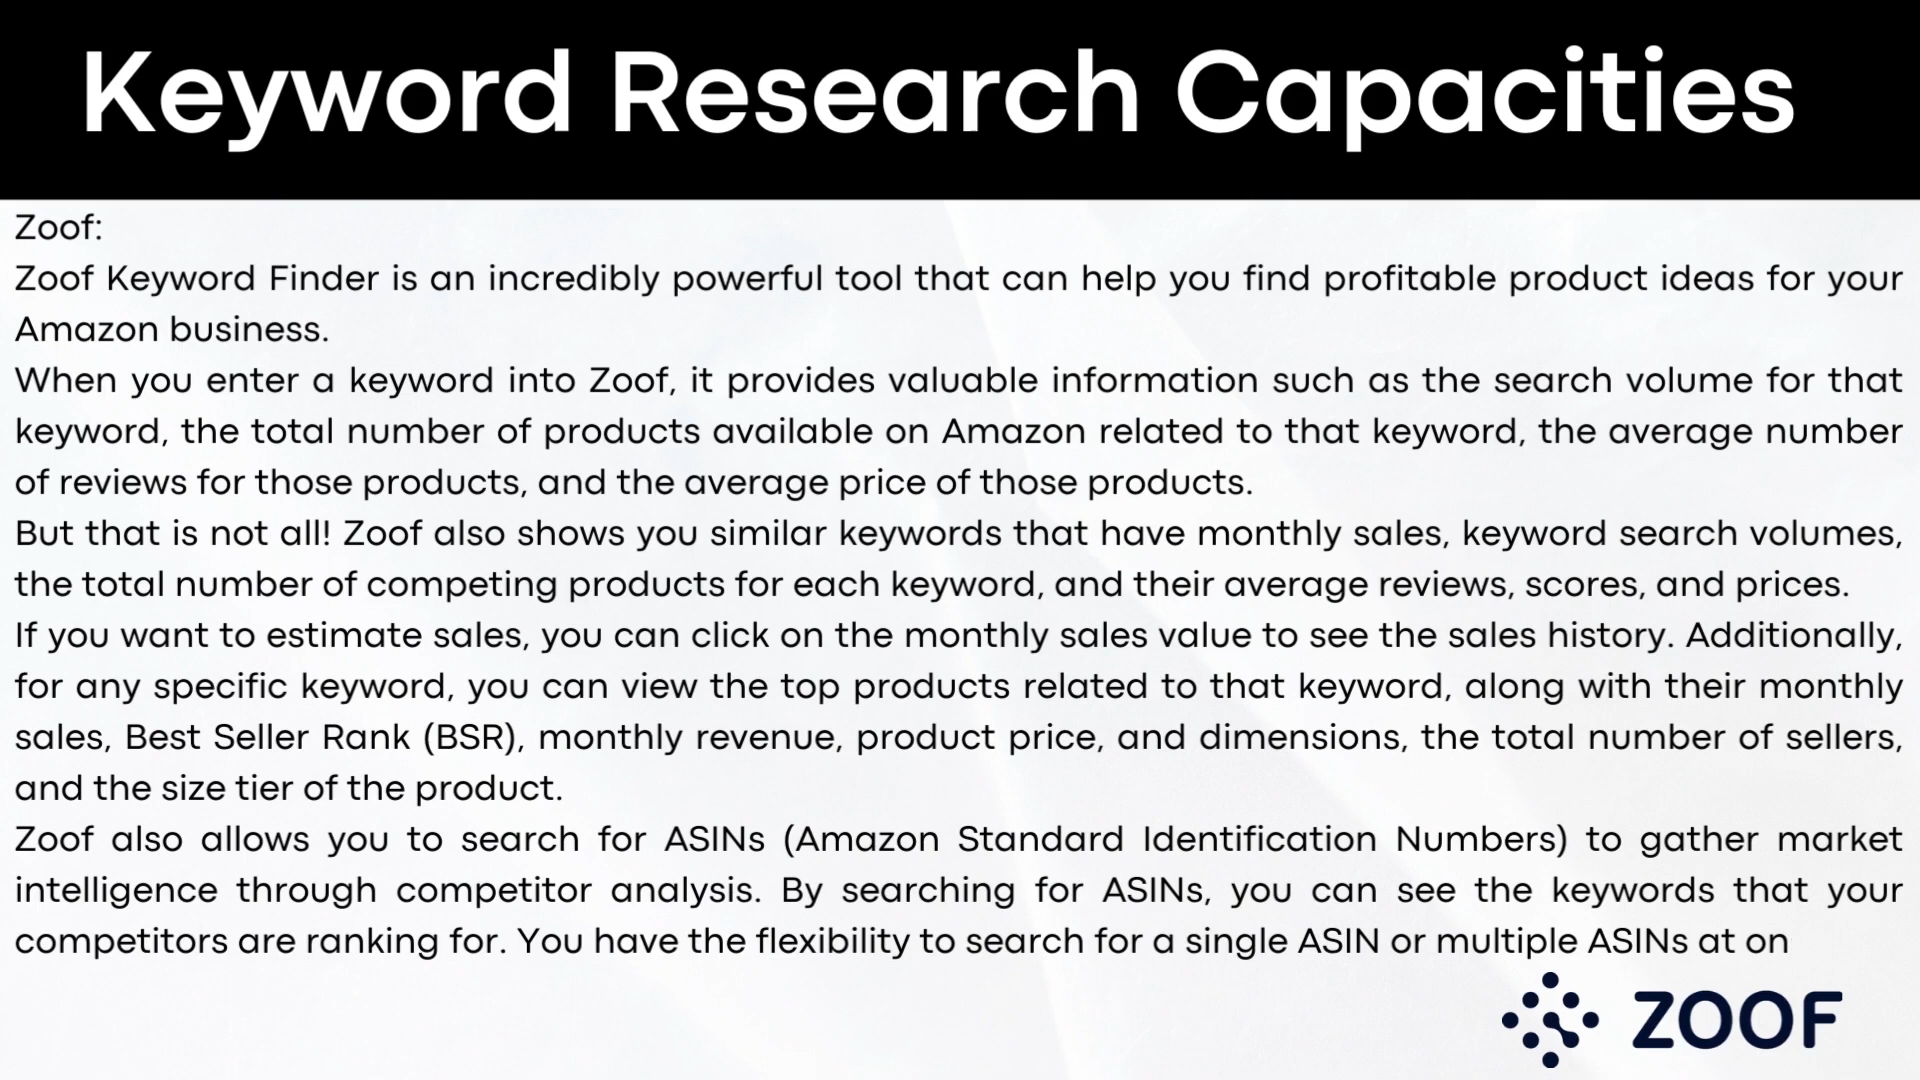 Keyword Research Capacities
Zoof:
Zoof Keyword Finder is an incredibly powerful tool that can help you find profitable product ideas for your
Amazon business.
When you enter a keyword into Zoof, it provides valuable information such as the search volume for that
keyword, the total number of products available on Amazon related to that keyword, the average number
of reviews for those products, and the average price of those products.
But that is not all! Zoof also shows you similar keywords that have monthly sales, keyword search volumes,
the total number of competing products for each keyword, and their average reviews, scores, and prices.
If you want to estimate sales, you can click on the monthly sales value to see the sales history. Additionally,
for any specific keyword, you can view the top products related to that keyword, along with their monthly
sales, Best Seller Rank (BSR), monthly revenue, product price, and dimensions, the total number of sellers,
and the size tier of the product.
Zoof also allows you to search for ASINs (Amazon Standard Identification Numbers) to gather market
intelligence through competitor analysis. By searching for ASINs, you can see the keywords that your
competitors are ranking for. You have the flexibility to search for a single ASIN or multiple ASINs at on
ZOOF